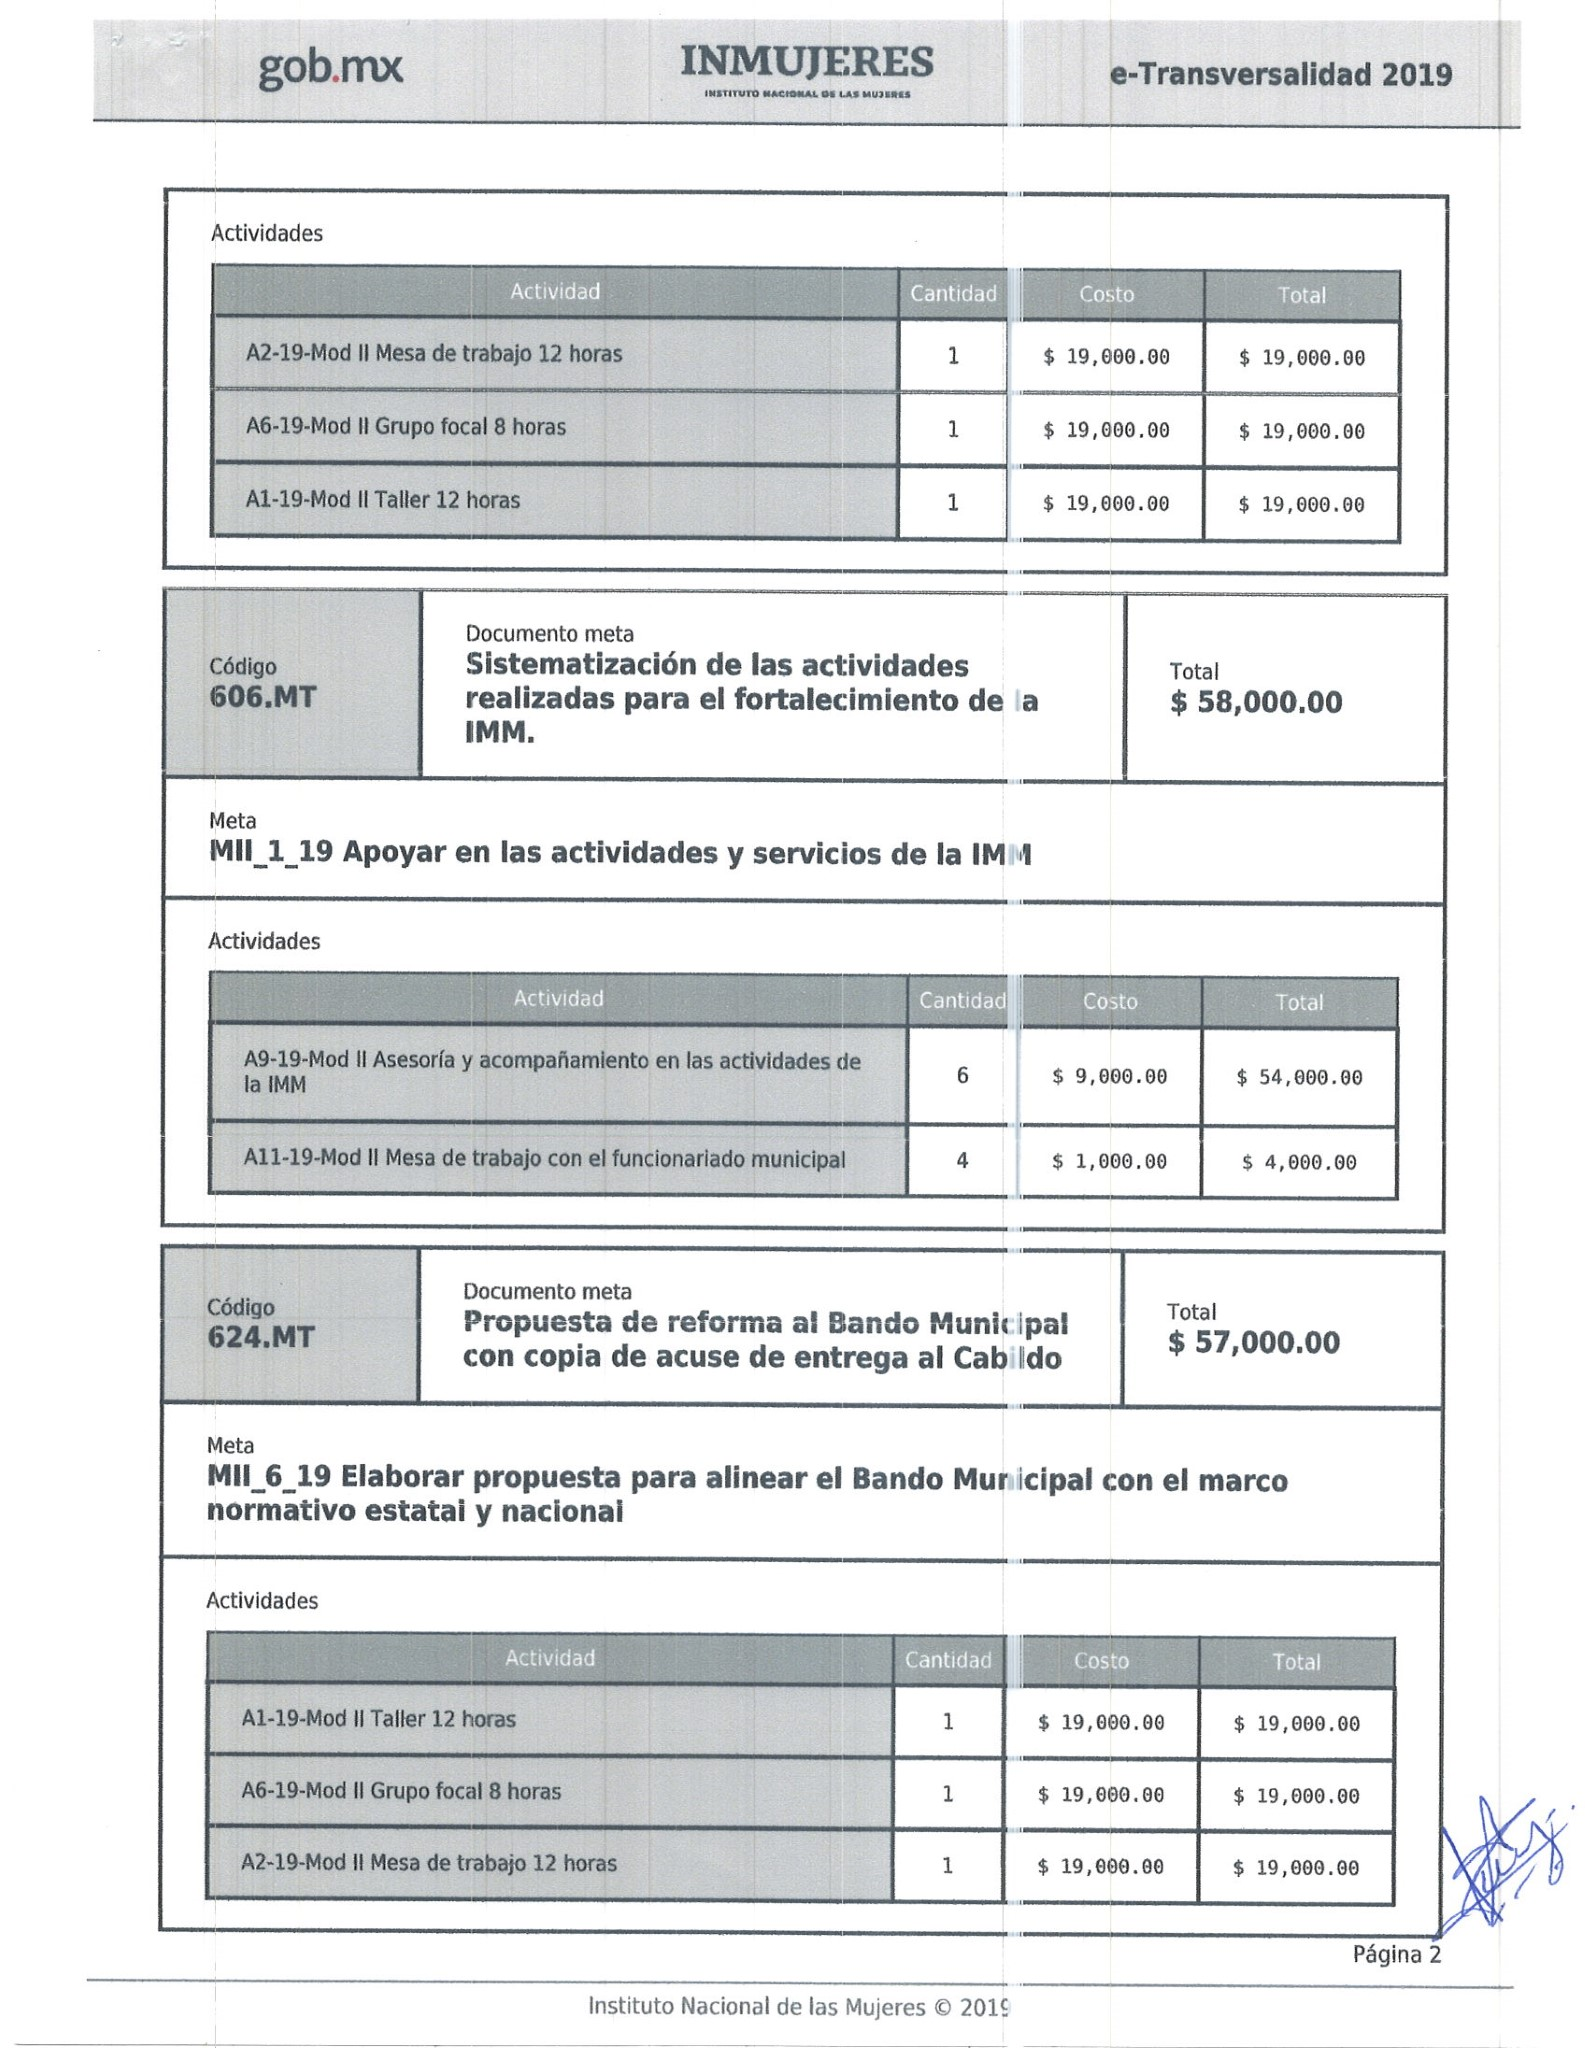 gob.mx
INMUJERES
INSTITUTO NACIONAL DE LAS MUJERES
e-Transversalidad 2019
Actividades
Actividad Cantidad Costo Total
A2-19-Mod II Mesa de trabajo 12 horas 1 $ 19,000.00 $ 19,000.00
A6-19-Mod II Grupo focal 8 horas 1 $ 19,000.00 $ 19,000.00
A1-19-Mod II Taller 12 horas 1 $ 19,000.00 $ 19,000.00
Código
606.MT
Documento meta
Sistematización de las actividades
realizadas para el fortalecimiento de la
IMM.
Total
$ 58,000.00
Meta
MII_1_19 Apoyar en las actividades y servicios de la IMM
Actividades
Actividad Cantidad Costo Total
A9-19-Mod II Asesoría y acompañamiento en las actividades de
la IMM 6 $ 9,000.00 $ 54,000.00
A11-19-Mod II Mesa de trabajo con el funcionariado municipal 4 $ 1,000.00 $ 4,000.00
Código
624.MT
Documento meta
Propuesta de reforma al Bando Municipal
con copia de acuse de entrega al Cabildo
Total
$ 57,000.00
Meta
MII_6_19 Elaborar propuesta para alinear el Bando Municipal con el marco
normativo estatal y nacional
Actividades
Actividad Cantidad Costo Total
A1-19-Mod II Taller 12 horas 1 $ 19,000.00 $ 19,000.00
A6-19-Mod II Grupo focal 8 horas 1 $ 19,000.00 $ 19,000.00
A2-19-Mod II Mesa de trabajo 12 horas 1 $ 19,000.00 $ 19,000.00
Página 2
Instituto Nacional de las Mujeres © 2019